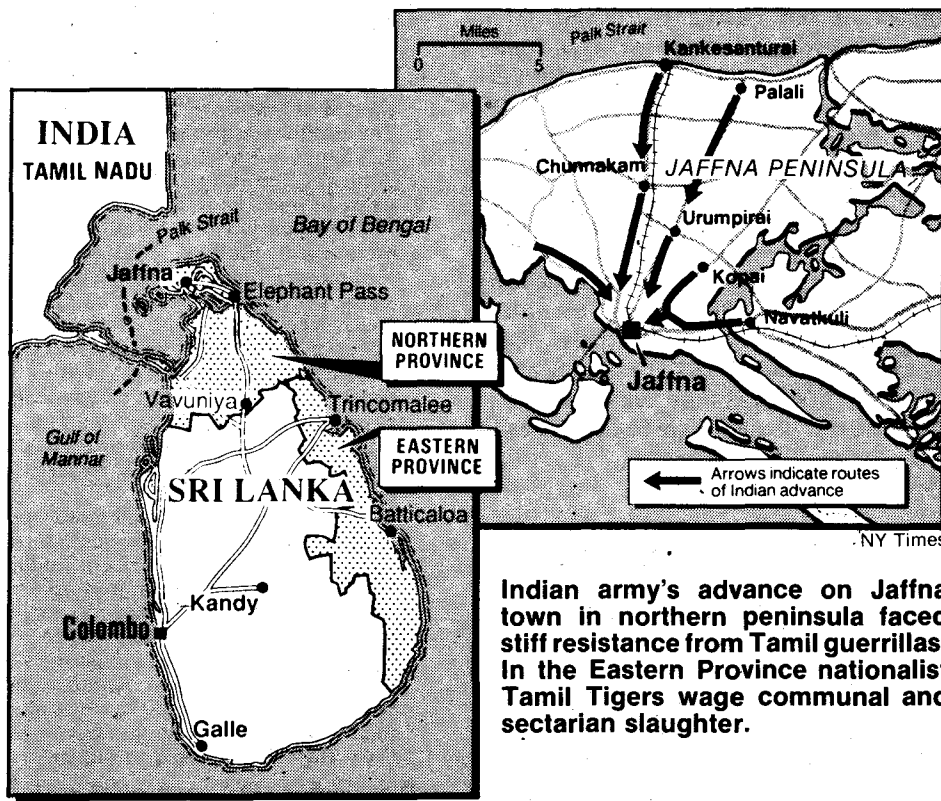 INDIA
TAMIL NADU
Palk Strait
Bay of Bengal
Jaffna
Elephant Pass
NORTHERN
PROVINCE
Vavuniya
Trincomalee
Gulf of
Mannar
EASTERN
PROVINCE
SRI LANKA
Batticaloa
Kandy
Colombo
Galle
Miles
0 5
Palk Strait
Kankesanturai
Palali
Chunnakam
JAFFNA PENINSULA
Urumpirai
Kopai
Navatkuli
Jaffna
Arrows indicate routes
of Indian advance
NY Times
Indian army's advance on Jaffna
town in northern peninsula faced
stiff resistance from Tamil guerrillas
In the Eastern Province nationalist
Tamil Tigers wage communal and
sectarian slaughter.